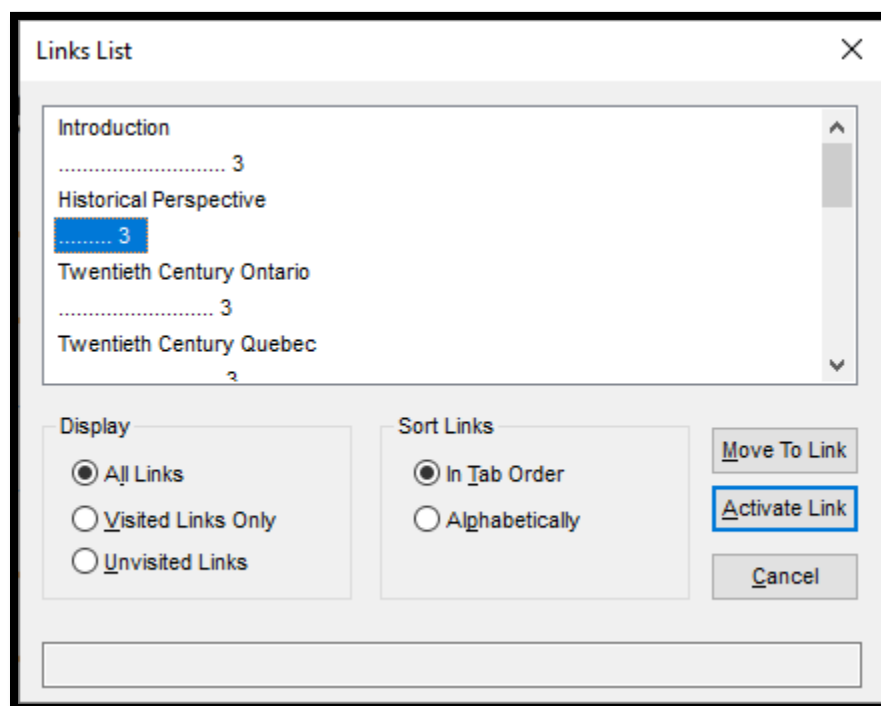 Links List
Introduction
............................ 3
Historical Perspective
......... 3
Twentieth Century Ontario
.......................... 3
Twentieth Century Quebec
............................ 3
Display
All Links
Visited Links Only
Unvisited Links
Sort Links
In Tab Order
Alphabetically
Move To Link
Activate Link
Cancel